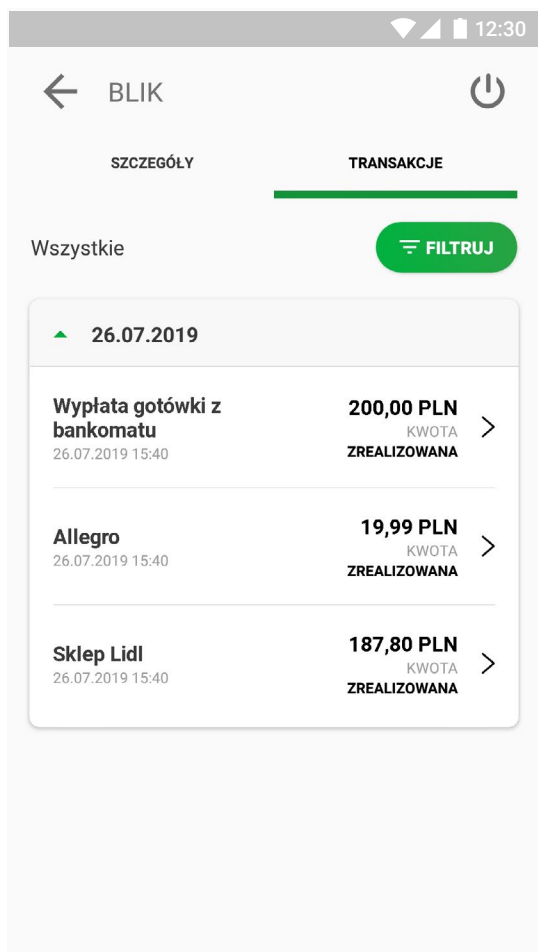 12:30
BLIK
SZCZEGÓŁY TRANSAKCJE
Wszystkie FILTRUJ
26.07.2019
Wypłata gotówki z
bankomatu
26.07.2019 15:40
200,00 PLN
KWOTA
ZREALIZOWANA
Allegro
26.07.2019 15:40
19,99 PLN
KWOTA
ZREALIZOWANA
Sklep Lidl
26.07.2019 15:40
187,80 PLN
KWOTA
ZREALIZOWANA